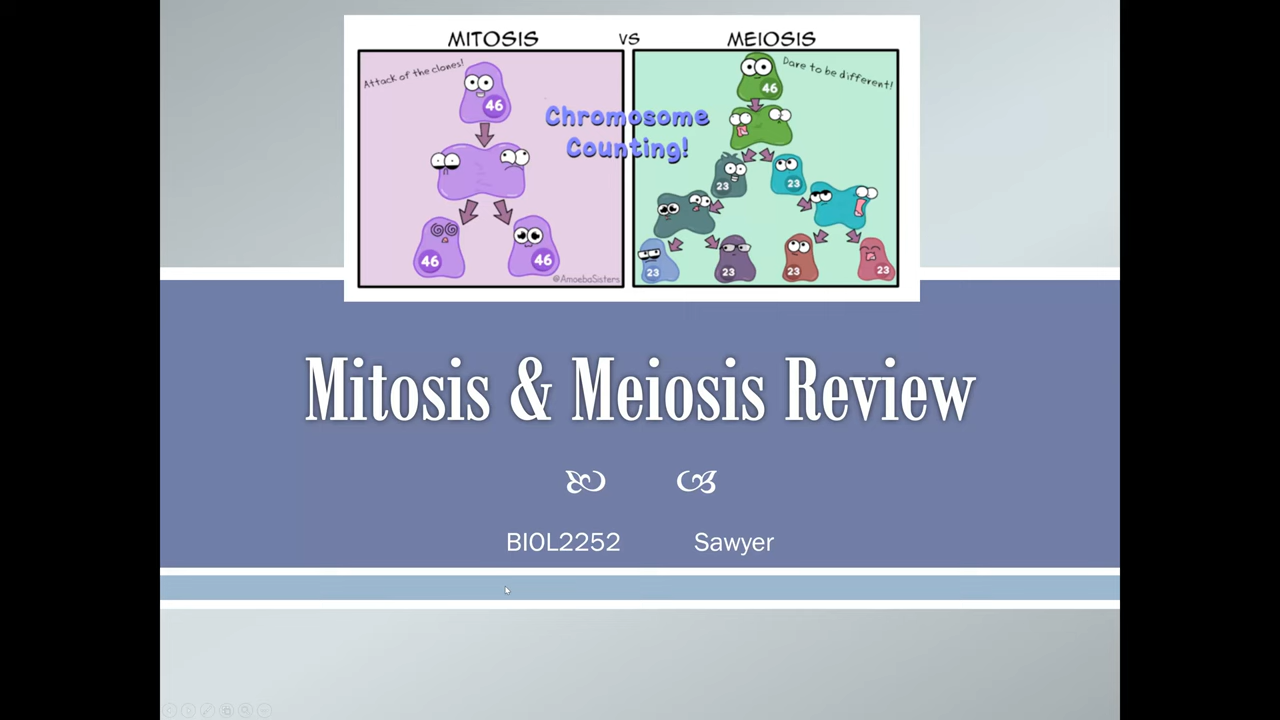 MITOSIS VS MEIOSIS
Attack of the clones!
Dare to be different!
46
46
Chromosome
Counting!
23
23
46
46
23
23
23
23
@AmoebaSisters
Mitosis & Meiosis Review
BIOL2252 Sawyer